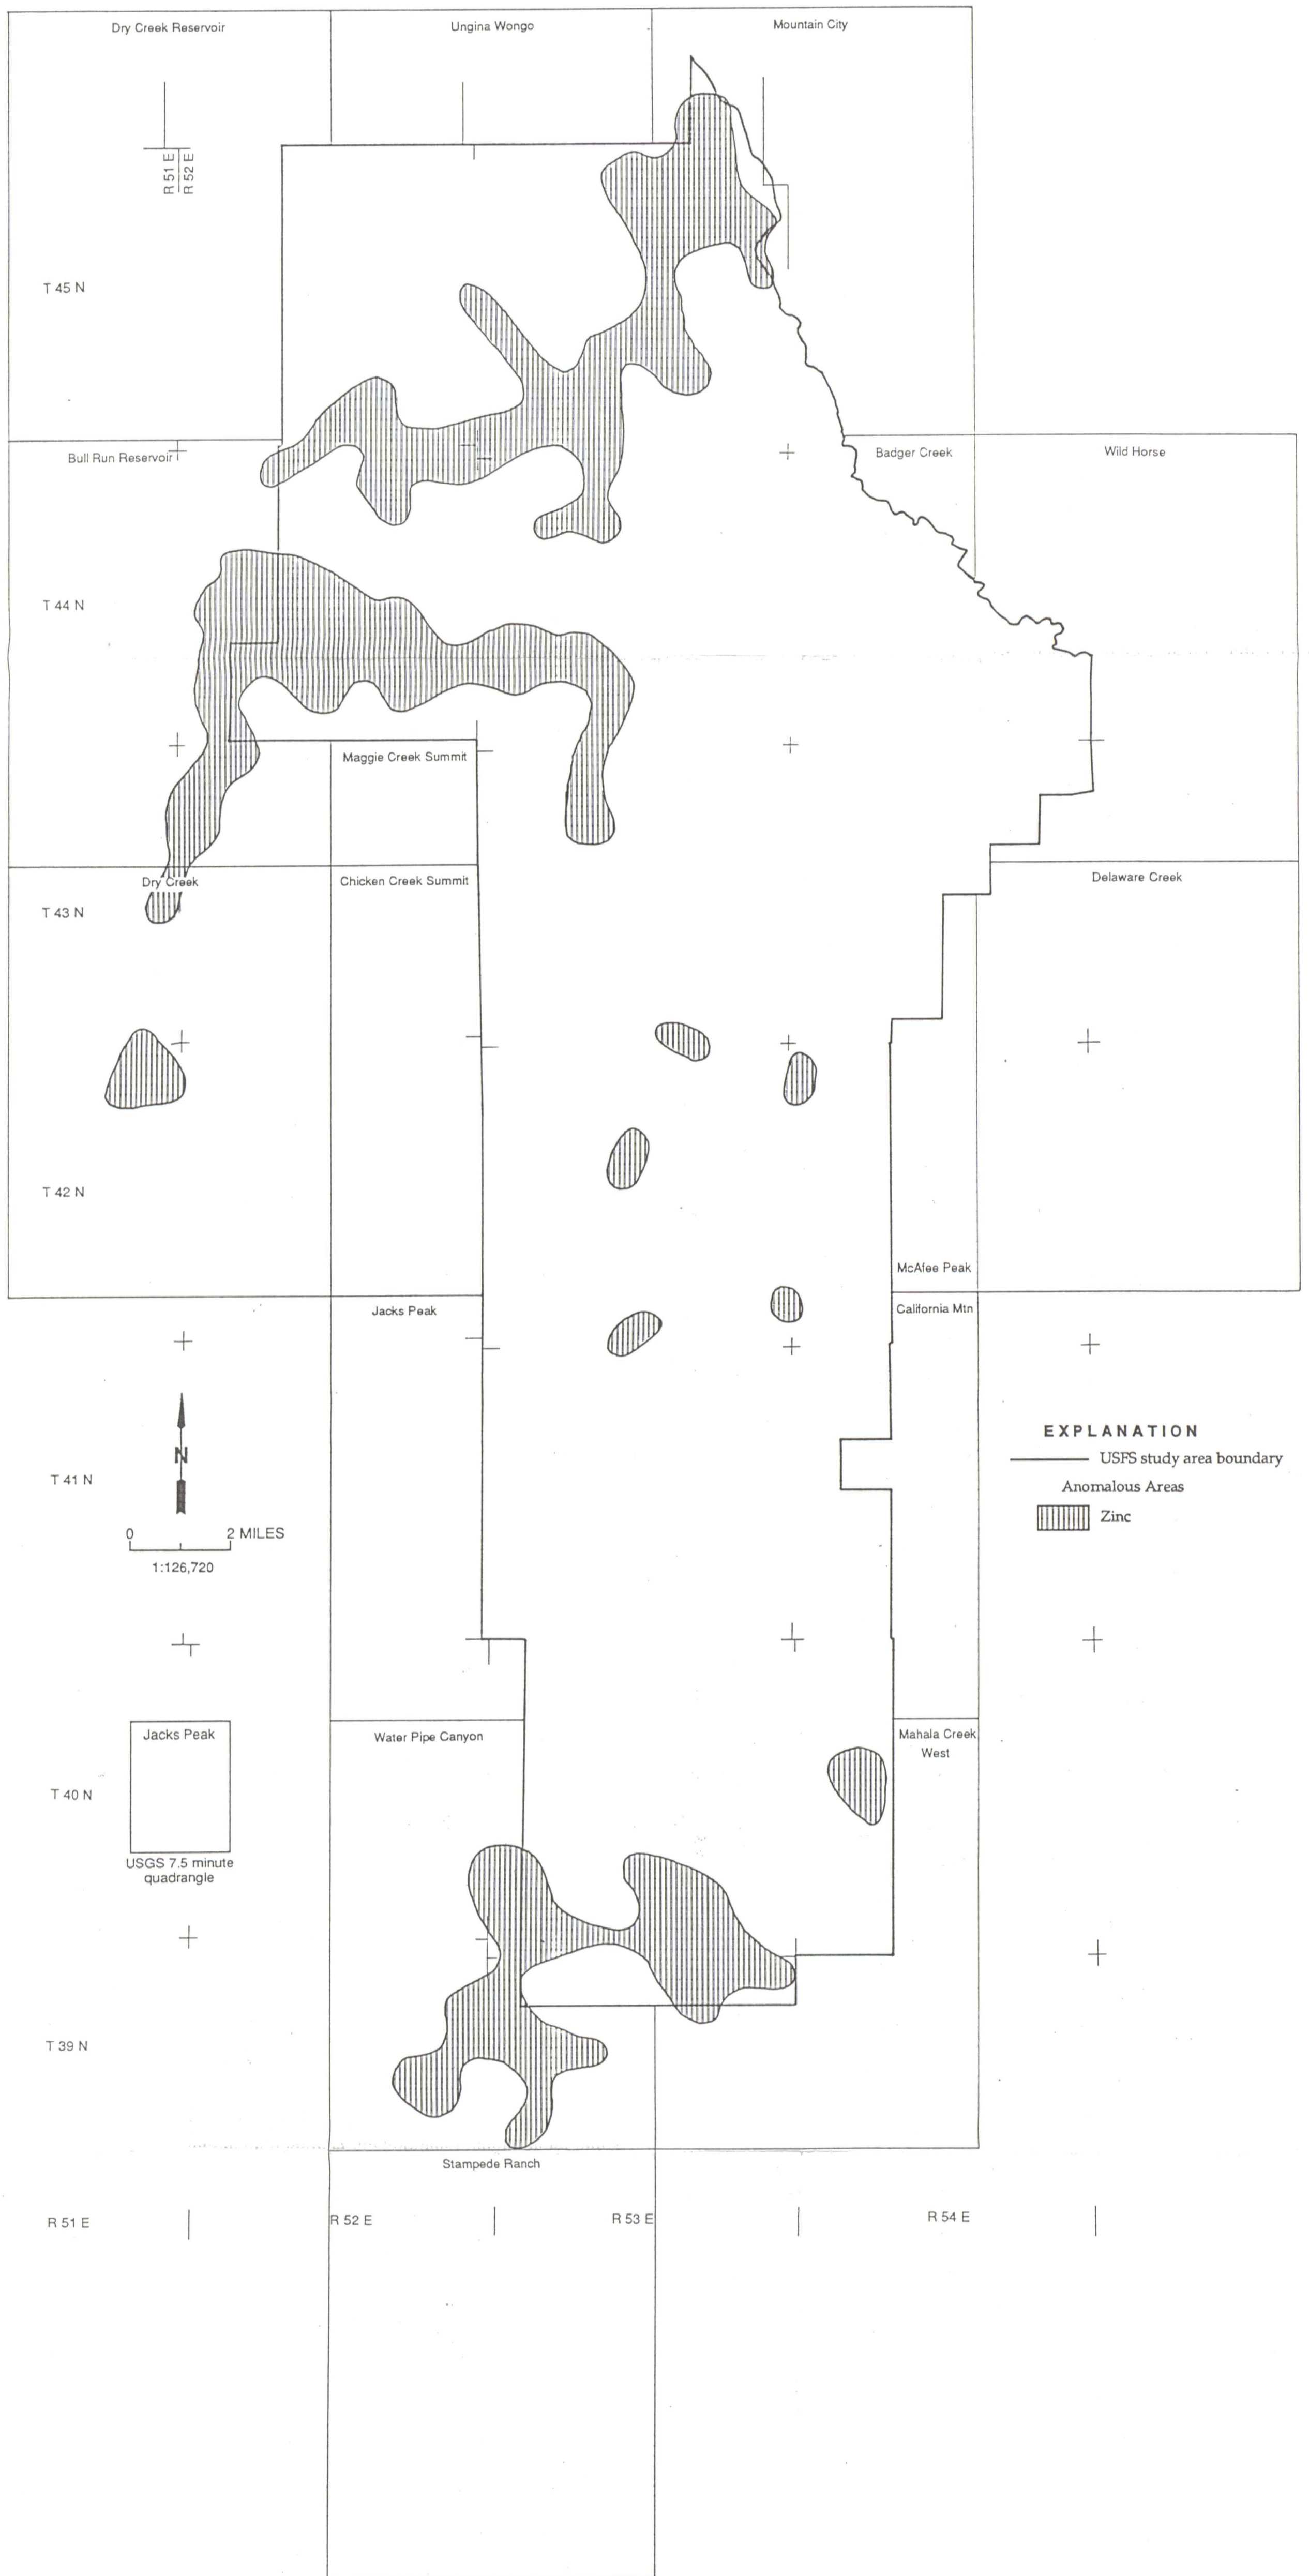 Dry Creek Reservoir
Ungina Wongo
Mountain City
R 51 E
R 52 E
T 45 N
Bull Run Reservoir
Badger Creek
Wild Horse
T 44 N
Maggie Creek Summit
Dry Creek
Chicken Creek Summit
Delaware Creek
T 43 N
T 42 N
McAfee Peak
Jacks Peak
California Mtn
N
EXPLANATION
USFS study area boundary
Anomalous Areas
Zinc
T 41 N
0 2 MILES
1:126,720
Jacks Peak
Water Pipe Canyon
Mahala Creek
West
T 40 N
USGS 7.5 minute
quadrangle
T 39 N
Stampede Ranch
R 51 E
R 52 E
R 53 E
R 54 E